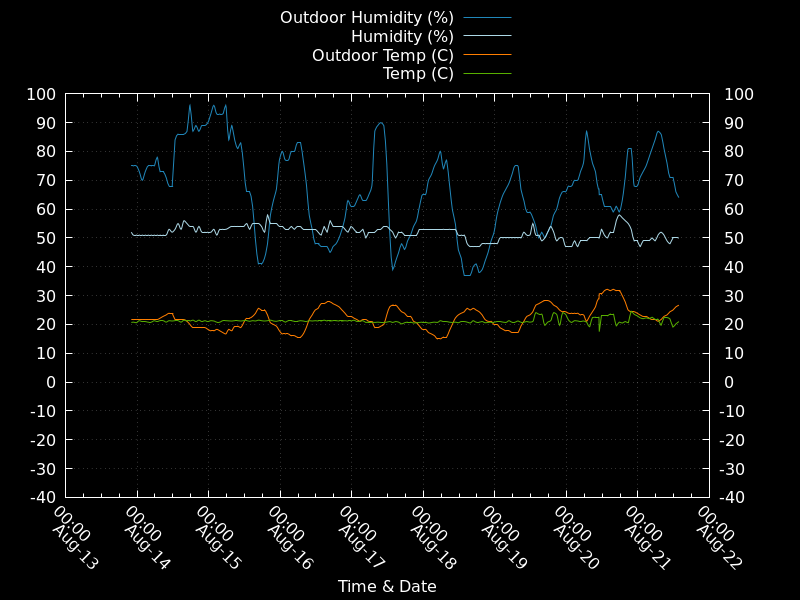 Outdoor Humidity (%)
Humidity (%)
Outdoor Temp (C)
Temp (C)
100 100
90 90
80 80
70 70
60 60
50 50
40 40
30 30
20 20
10 10
0 0
-10 -10
-20 -20
-30 -30
-40 -40
00:00 Aug-13
00:00 Aug-14
00:00 Aug-15
00:00 Aug-16
00:00 Aug-17
00:00 Aug-18
00:00 Aug-19
00:00 Aug-20
00:00 Aug-21
00:00 Aug-22
Time & Date